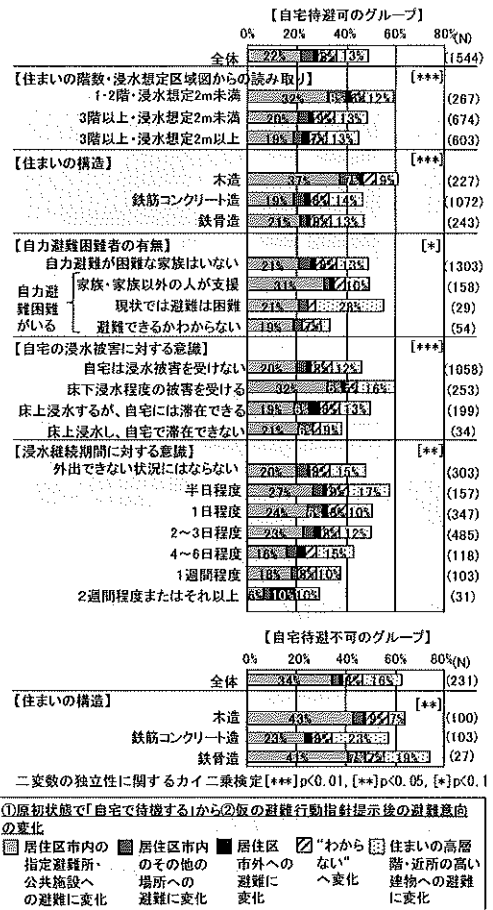 【自宅待避可のグループ】
0% 20% 40% 60% 80%(N)
全体 22% 8% 13% (1544)
【住まいの階数・浸水想定区域図からの読み取り】 [***]
1-2階・浸水想定2m未満 32% 12% (267)
3階以上・浸水想定2m未満 20% 9% 13% (674)
3階以上・浸水想定2m以上 19% 7% 13% (603)
【住まいの構造】 [***]
木造 37% 7% 9% (227)
鉄筋コンクリート造 19% 9% 14% (1072)
鉄骨造 21% 8% 13% (243)
【自力避難困難者の有無】 [*]
自力避難が困難な家族はいない 21% 9% 13% (1303)
自力避難困難がいる
家族・家族以外の人が支援 31% 10% (158)
現状では避難は困難 21% 28% (29)
避難できるかわからない 19% 7% (54)
【自宅の浸水被害に対する意識】 [***]
自宅は浸水被害を受けない 20% 8% 12% (1058)
床下浸水程度の被害を受ける 32% 16% (253)
床上浸水するが、自宅には滞在できる 19% 6% 9% 13% (199)
床上浸水し、自宅で滞在できない 21% 9% (34)
【浸水継続期間に対する意識】 [**]
外出できない状況にはならない 20% 9% 15% (303)
半日程度 27% 9% 17% (157)
1日程度 24% 8% 10% (347)
2〜3日程度 23% 8% 12% (485)
4〜6日程度 16% 15% (118)
1週間程度 18% 8% 10% (103)
2週間程度またはそれ以上 6% 10% 10% (31)
【自宅待避不可のグループ】
0% 20% 40% 60% 80%(N)
全体 34% 16% (231)
【住まいの構造】 [**]
木造 43% 9% 7% (100)
鉄筋コンクリート造 23% 9% 23% (103)
鉄骨造 41% 7% 19% (27)
二変数の独立性に関するカイ二乗検定[***]p<0.01, [**]p<0.05, [*]p<0.1
①原初状態で「自宅で待機する」から②仮の避難行動指針提示後の避難意向の変化
居住区市内の指定避難所・公共施設への避難に変化
居住区市内のその他の場所への避難に変化
居住区市外への避難に変化
"わからない"へ変化
住まいの高層階・近所の高い建物への避難に変化